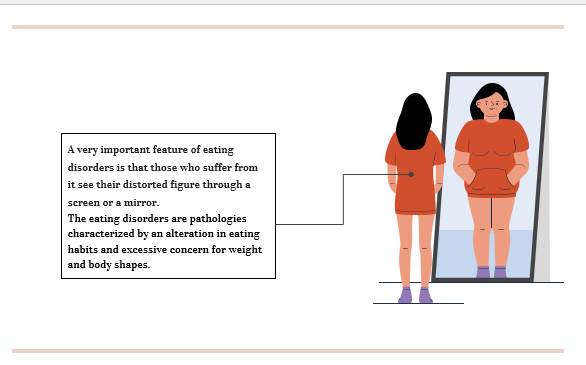 A very important feature of eating
disorders is that those who suffer from
it see their distorted figure through a
screen or a mirror.
The eating disorders are pathologies
characterized by an alteration in eating
habits and excessive concern for weight
and body shapes.